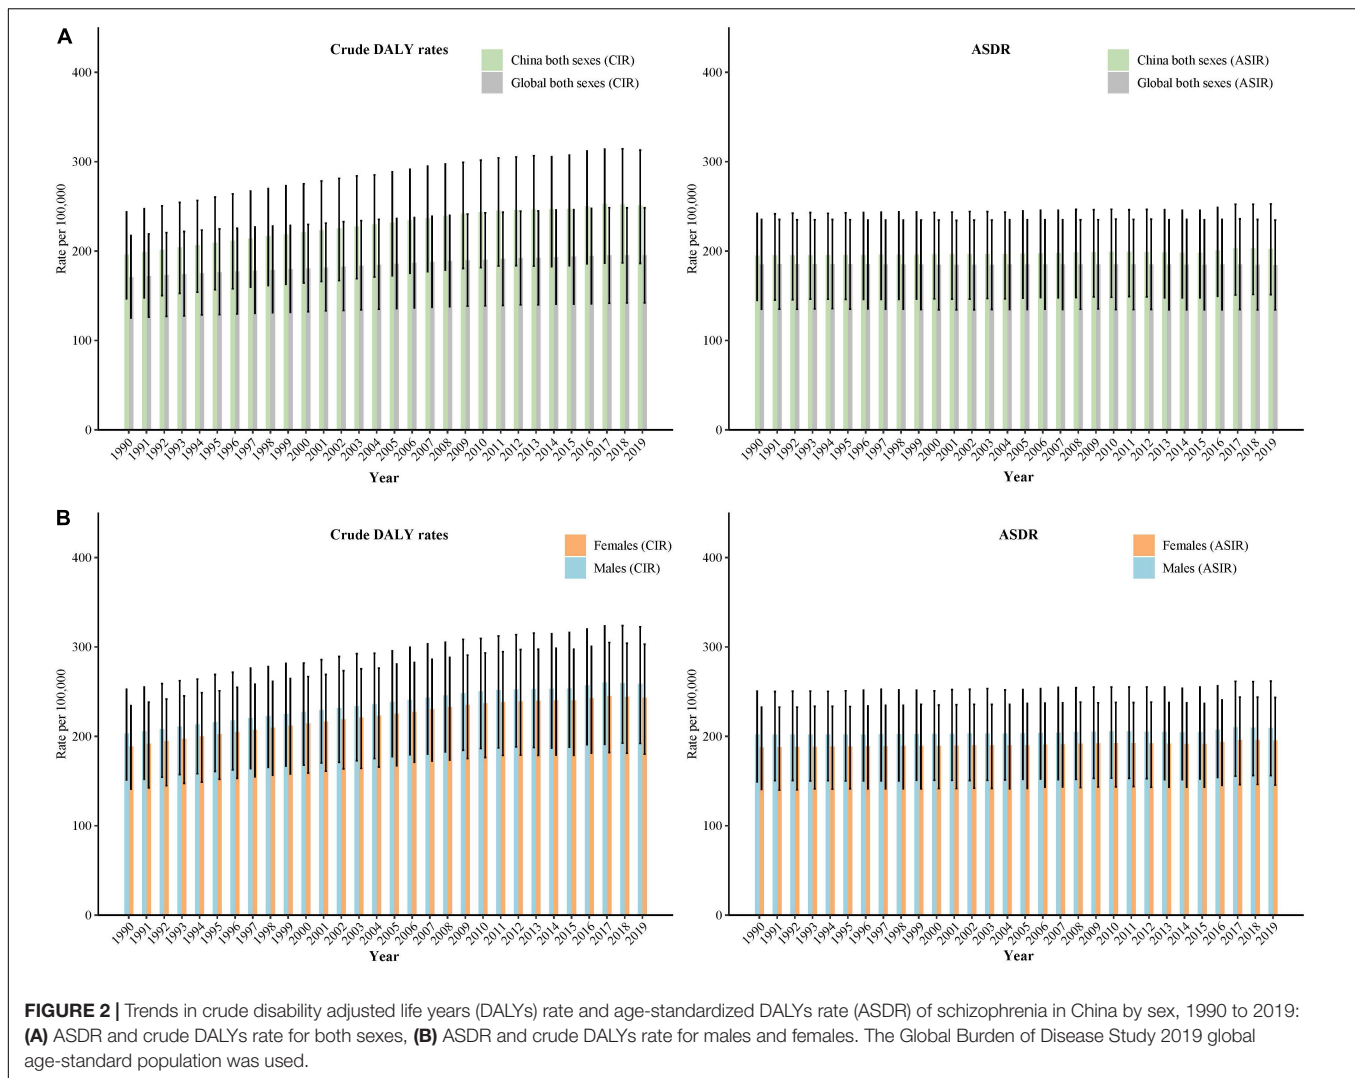 A
Crude DALY rates
China both sexes (CIR)
Global both sexes (CIR)
Rate per 100,000
400
300
200
100
0
1990 1991 1992 1993 1994 1995 1996 1997 1998 1999 2000 2001 2002 2003 2004 2005 2006 2007 2008 2009 2010 2011 2012 2013 2014 2015 2016 2017 2018 2019
Year
ASDR
China both sexes (ASIR)
Global both sexes (ASIR)
Rate per 100,000
400
300
200
100
0
1990 1991 1992 1993 1994 1995 1996 1997 1998 1999 2000 2001 2002 2003 2004 2005 2006 2007 2008 2009 2010 2011 2012 2013 2014 2015 2016 2017 2018 2019
Year
B
Crude DALY rates
Females (CIR)
Males (CIR)
Rate per 100,000
400
300
200
100
0
1990 1991 1992 1993 1994 1995 1996 1997 1998 1999 2000 2001 2002 2003 2004 2005 2006 2007 2008 2009 2010 2011 2012 2013 2014 2015 2016 2017 2018 2019
Year
ASDR
Females (ASIR)
Males (ASIR)
Rate per 100,000
400
300
200
100
0
1990 1991 1992 1993 1994 1995 1996 1997 1998 1999 2000 2001 2002 2003 2004 2005 2006 2007 2008 2009 2010 2011 2012 2013 2014 2015 2016 2017 2018 2019
Year
FIGURE 2 | Trends in crude disability adjusted life years (DALYs) rate and age-standardized DALYs rate (ASDR) of schizophrenia in China by sex, 1990 to 2019:
(A) ASDR and crude DALYs rate for both sexes, (B) ASDR and crude DALYs rate for males and females. The Global Burden of Disease Study 2019 global
age-standard population was used.